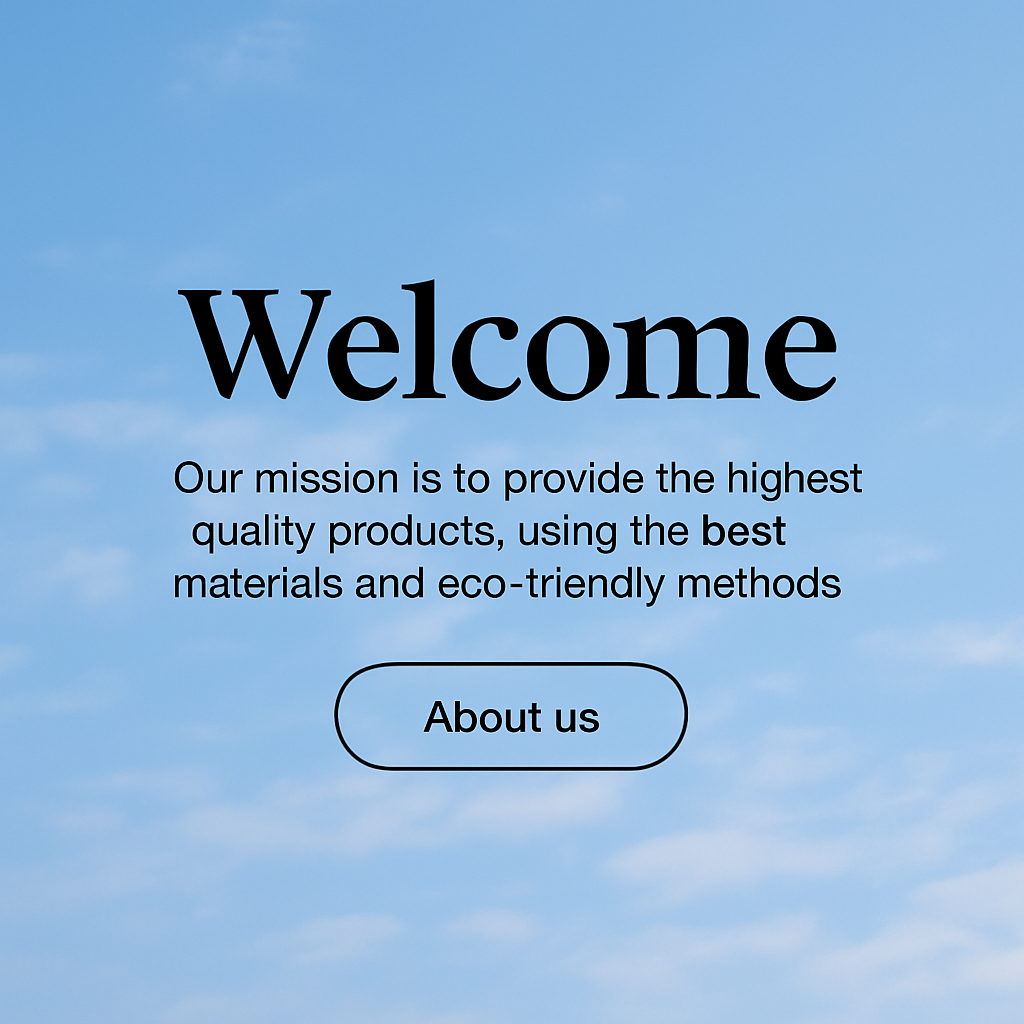 Welcome
Our mission is to provide the highest
quality products, using the best
materials and eco-triendly methods
About us